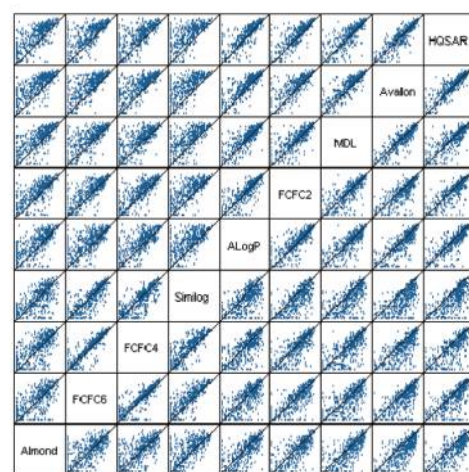 HQSAR
Avalon
MDL
FCFC2
ALogP
Similog
FCFC4
FCFC6
Almond